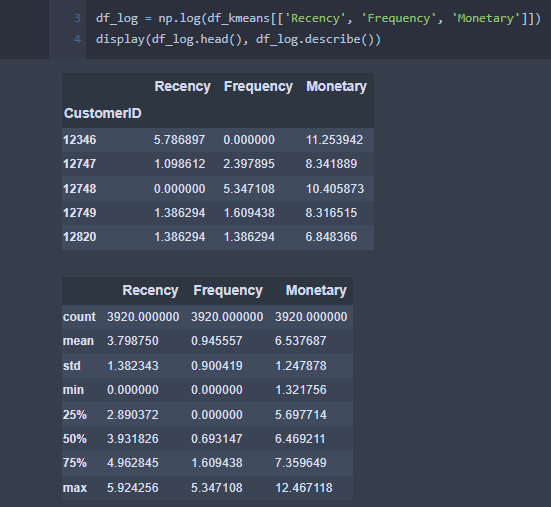 3 df_log = np.log(df_kmeans[['Recency', 'Frequency', 'Monetary']])
4 display(df_log.head(), df_log.describe())
Recency Frequency Monetary
CustomerID
12346 5.786897 0.000000 11.253942
12747 1.098612 2.397895 8.341889
12748 0.000000 5.347108 10.405873
12749 1.386294 1.609438 8.316515
12820 1.386294 1.386294 6.848366
Recency Frequency Monetary
count 3920.000000 3920.000000 3920.000000
mean 3.798750 0.945557 6.537687
std 1.382343 0.900419 1.247878
min 0.000000 0.000000 1.321756
25% 2.890372 0.000000 5.697714
50% 3.931826 0.693147 6.469211
75% 4.962845 1.609438 7.359649
max 5.924256 5.347108 12.467118